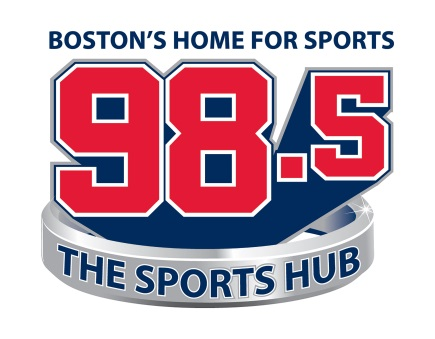 BOSTON'S HOME FOR SPORTS
98.5
THE SPORTS HUB